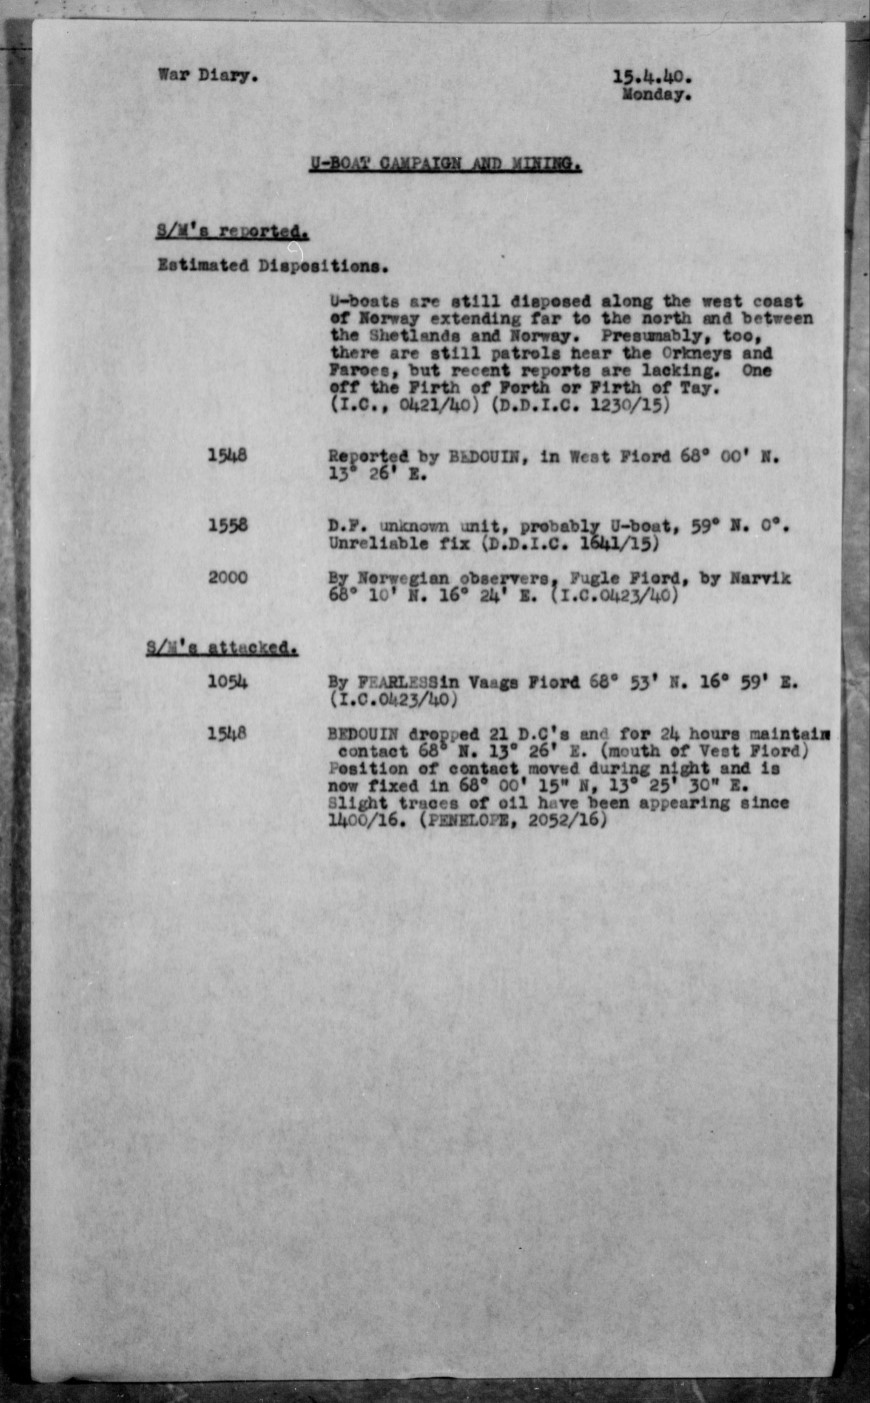 War Diary. 15.4.40.
Monday.
U-BOAT CAMPAIGN AND MINING.
S/M's reported.
Estimated Dispositions.
U-boats are still disposed along the west coast
of Norway extending far to the north and between
the Shetlands and Norway. Presumably, too,
there are still patrols near the Orkneys and
Faroes, but recent reports are lacking. One
off the Firth of Forth or Firth of Tay.
(I.C., 0421/40) (D.D.I.C. 1230/15)
1548 Reported by BEDOUIN, in West Fiord 68° 00' N.
13° 26' E.
1558 D.F. unknown unit, probably U-boat, 59° N. 0°.
Unreliable fix (D.D.I.C. 1641/15)
2000 By Norwegian observers, Fugle Fiord, by Narvik
68° 10' N. 16° 24' E. (I.C.0423/40)
S/M's attacked.
1054 By FEARLESSin Vaags Fiord 68° 53' N. 16° 59' E.
(I.C.0423/40)
1548 BEDOUIN dropped 21 D.C's and for 24 hours maintain
contact 68° N. 13° 26' E. (mouth of Vest Fiord)
Position of contact moved during night and is
now fixed in 68° 00' 15" N, 13° 25' 30" E.
Slight traces of oil have been appearing since
1400/16. (PENELOPE, 2052/16)